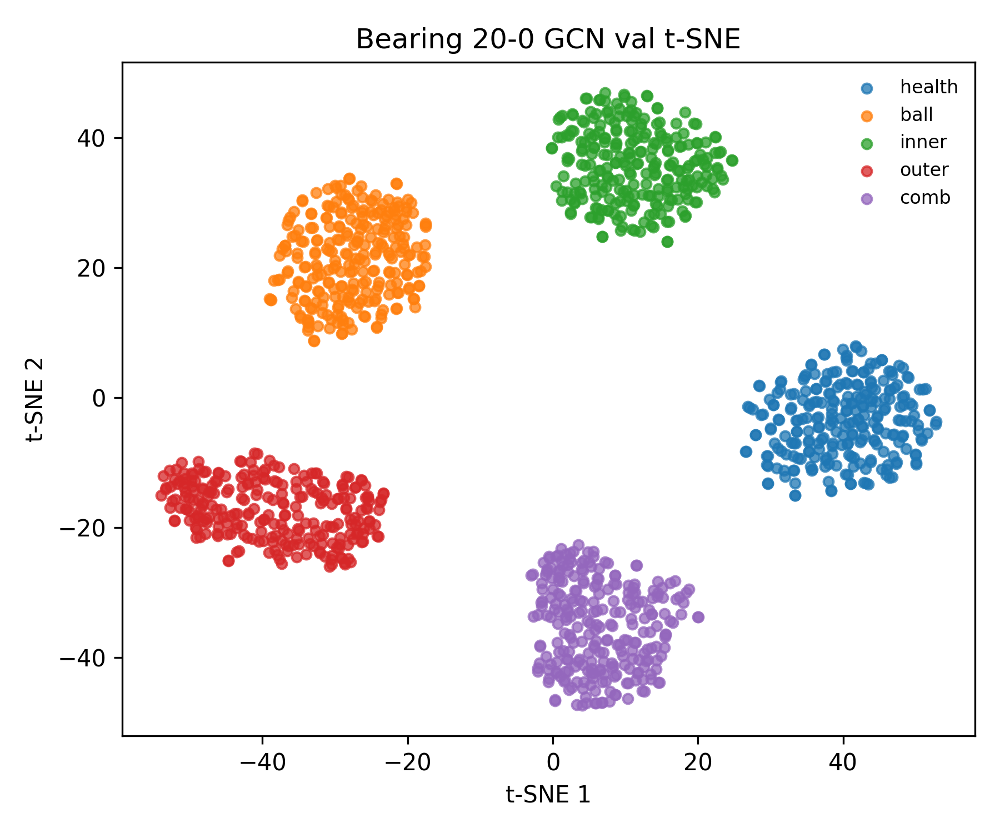 Bearing 20-0 GCN val t-SNE
health
ball
inner
outer
comb
40
20
0
−20
−40
t-SNE 2
−40
−20
0
20
40
t-SNE 1